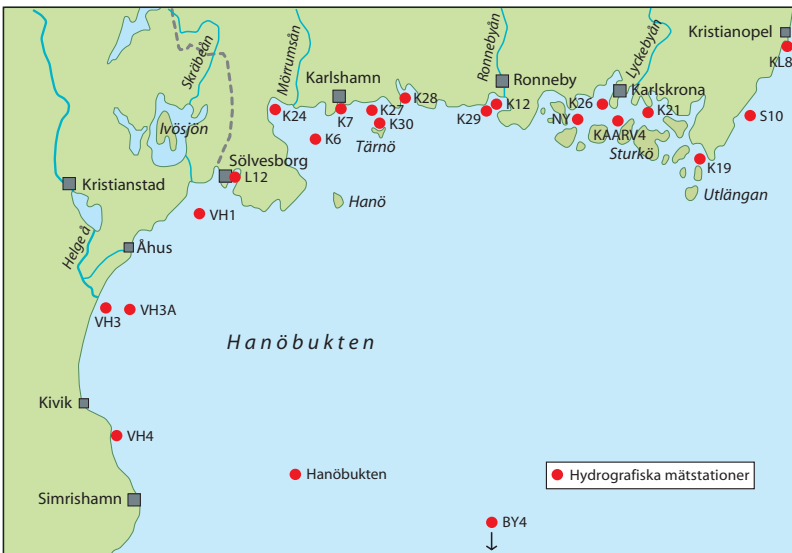 Kristianopel
KL8
Skräbeån
Mörrumsån
Ronnebyån
Lyckebyån
Karlshamn
Ronneby
Karlskrona
K28
K12
K26
K24
K27
K29
K21
K7
K30
NY
S10
KAARV4
Ivösjön
K6
Tärnö
Sturkö
Sölvesborg
K19
L12
Kristianstad
Utlängan
Hanö
VH1
Helge å
Åhus
VH3
VH3A
Hanöbukten
Kivik
VH4
Hanöbukten
Hydrografiska mätstationer
Simrishamn
BY4